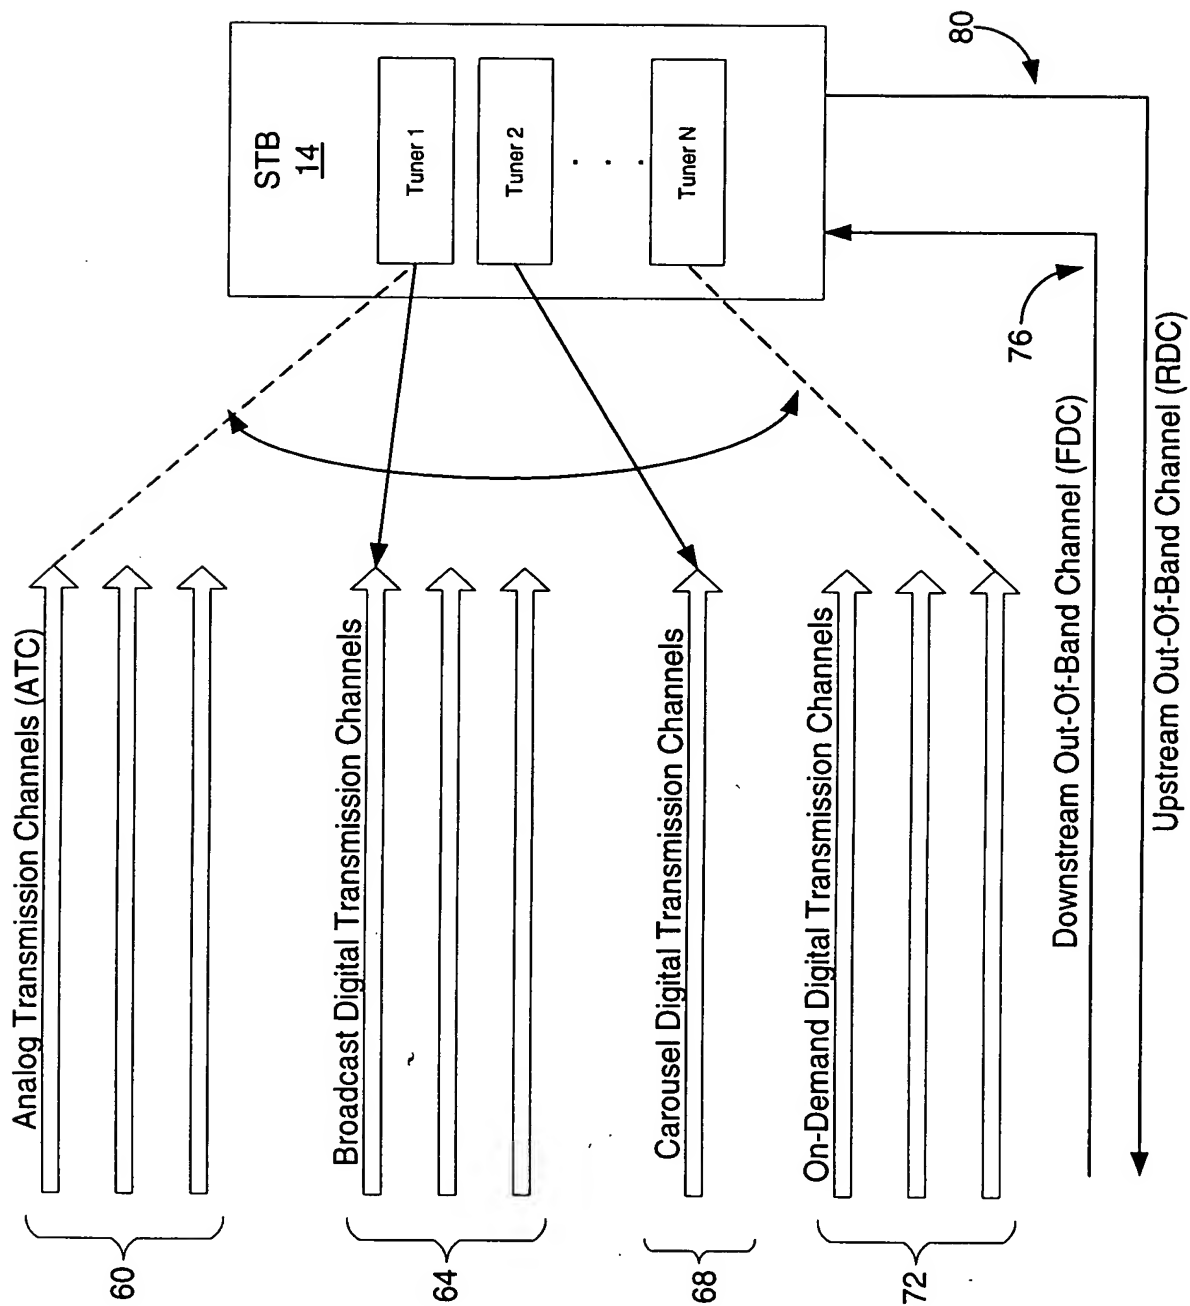 Analog Transmission Channels (ATC)
60
Broadcast Digital Transmission Channels
64
Carousel Digital Transmission Channels
68
On-Demand Digital Transmission Channels
72
STB
14
Tuner 1
Tuner 2
. . .
Tuner N
76
80
Downstream Out-Of-Band Channel (FDC)
Upstream Out-Of-Band Channel (RDC)